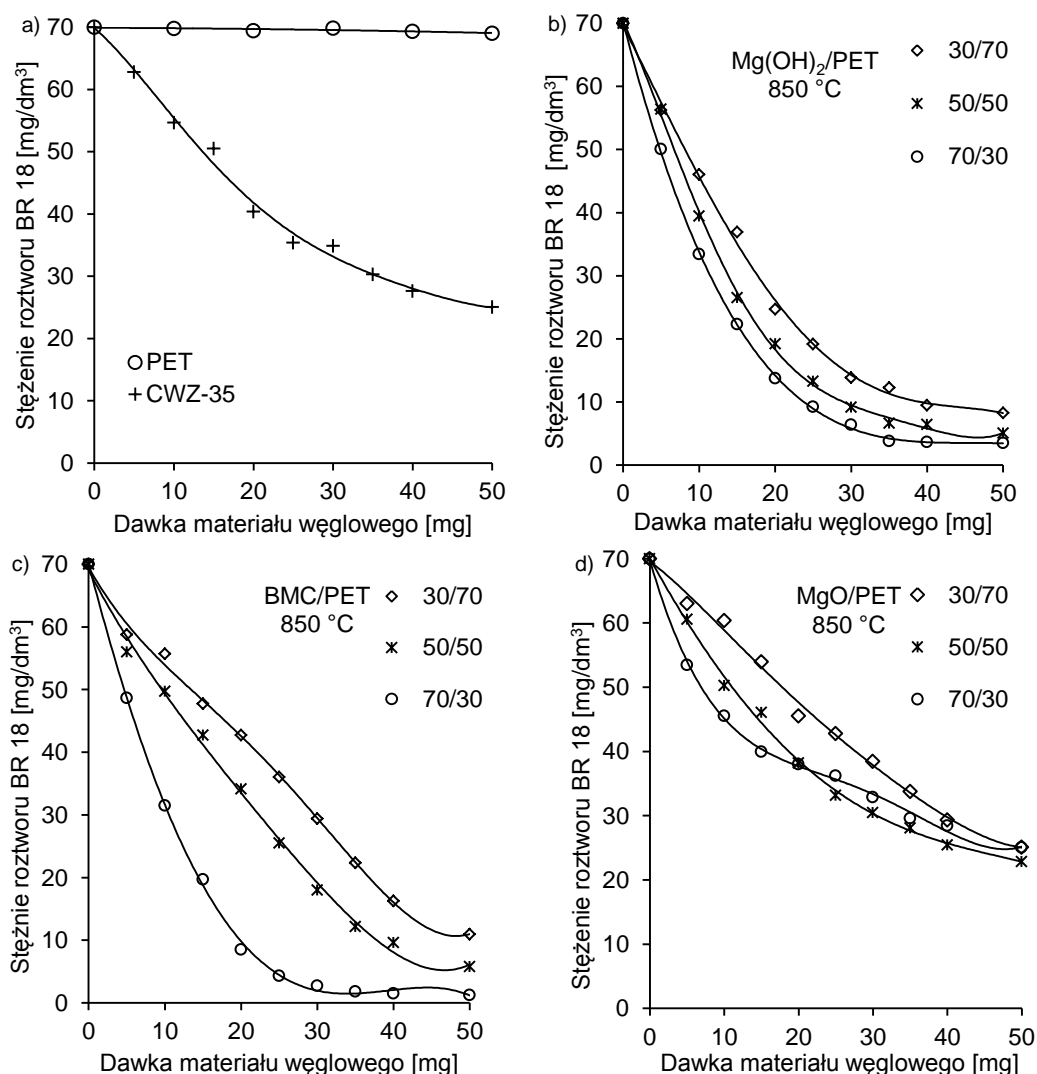 a)
Stężenie roztworu BR 18 [mg/dm³]
70
60
50
40
30
20
10
0
PET
CWZ-35
0 10 20 30 40 50
Dawka materiału węglowego [mg]
b)
Stężenie roztworu BR 18 [mg/dm³]
70
60
50
40
30
20
10
0
Mg(OH)₂/PET
850 °C
30/70
50/50
70/30
0 10 20 30 40 50
Dawka materiału węglowego [mg]
c)
Stężnie roztworu BR 18 [mg/dm³]
70
60
50
40
30
20
10
0
BMC/PET
850 °C
30/70
50/50
70/30
0 10 20 30 40 50
Dawka materiału węglowego [mg]
d)
Stężenie roztworu BR 18 [mg/dm³]
70
60
50
40
30
20
10
0
MgO/PET
850 °C
30/70
50/50
70/30
0 10 20 30 40 50
Dawka materiału węglowego [mg]